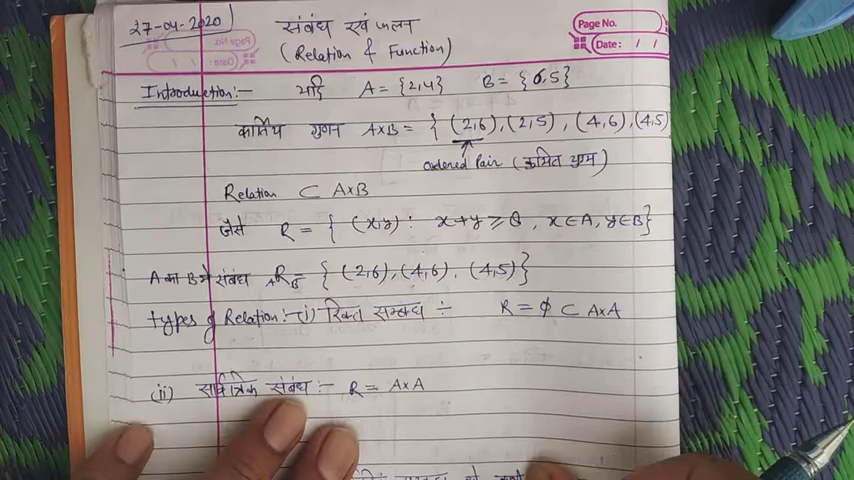 27-04-2020
संबंध एवं फलन
(Relation & Function)
Page No.
Date: / /
Introduction:- यदि A = {2,4} B = {6,5}
कार्तिय गुणन A×B = { (2,6), (2,5), (4,6), (4,5)
ordered Pair (क्रमित युग्म)
Relation ⊂ A×B
जैसे R = { (x,y) : x+y ≥ 8, x∈A, y∈B}
A का B में संबंध ARB = { (2,6), (4,6), (4,5)}
Types of Relation:- (i) रिक्त सम्बन्ध :- R = ϕ ⊂ A×A
(ii) सार्वत्रिक संबंध :- R = A×A